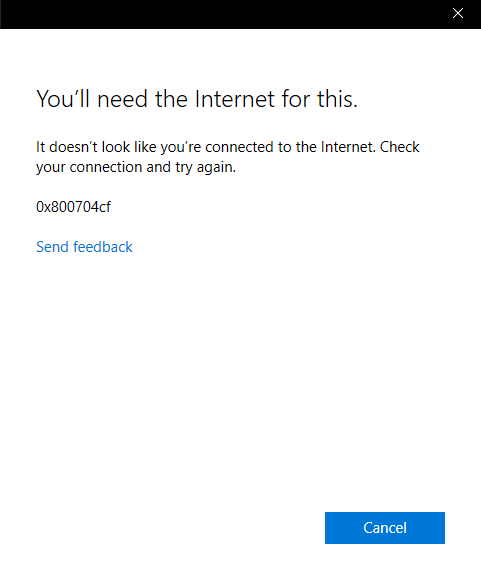 You’ll need the Internet for this.
It doesn’t look like you’re connected to the Internet. Check
your connection and try again.
0x800704cf
Send feedback
Cancel